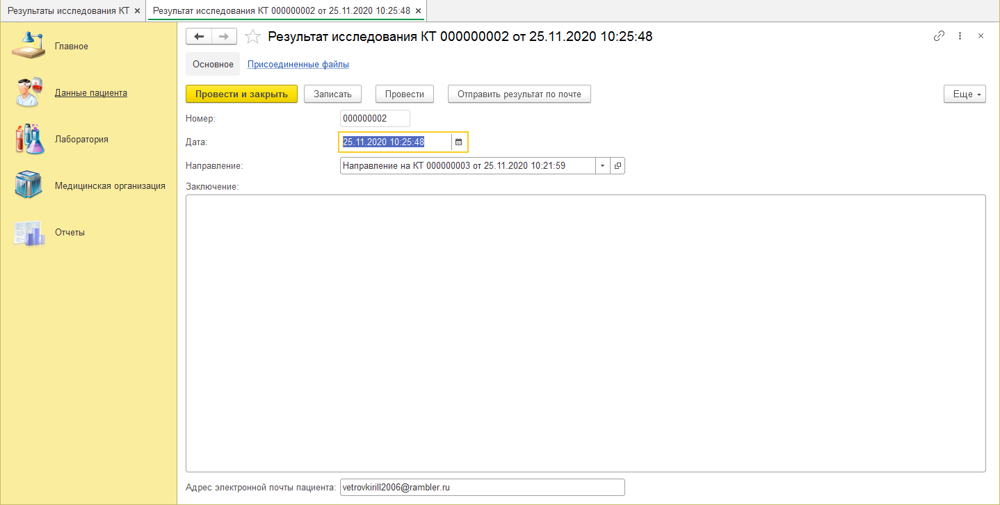 Результаты исследования КТ × Результат исследования КТ 000000002 от 25.11.2020 10:25:48 ×
Главное
Данные пациента
Лаборатория
Медицинская организация
Отчеты
Результат исследования КТ 000000002 от 25.11.2020 10:25:48
Основное Присоединенные файлы
Провести и закрыть Записать Провести Отправить результат по почте Еще
Номер: 000000002
Дата: 25.11.2020 10:25:48
Направление: Направление на КТ 000000003 от 25.11.2020 10:21:59
Заключение:
Адрес электронной почты пациента: vetrovkirill2006@rambler.ru